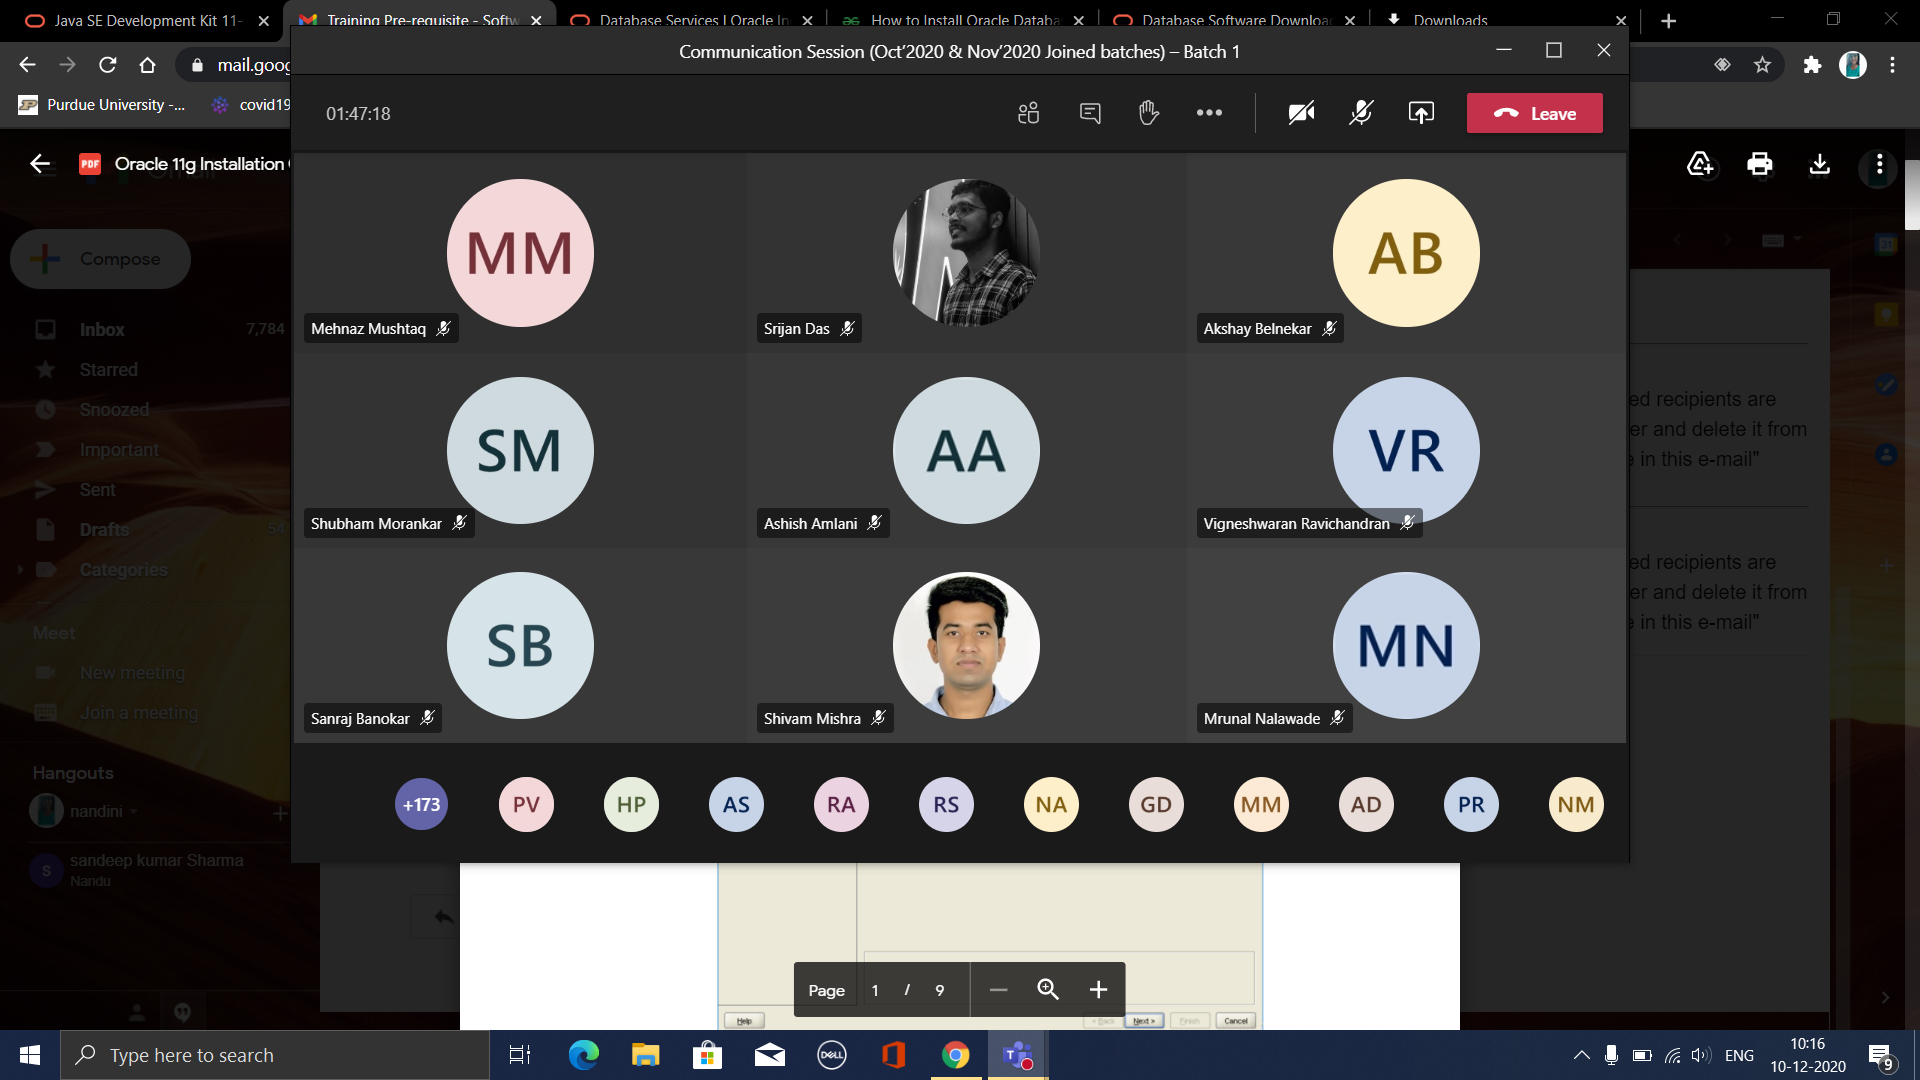 Java SE Development Kit 11-
Training Pre-requisite - Softw
Database Services | Oracle In
How to Install Oracle Databa
Database Software Downloa
Downloads
mail.goog
Purdue University -...
covid19
Communication Session (Oct'2020 & Nov'2020 Joined batches) – Batch 1
01:47:18
Leave
PDF
Oracle 11g Installation
Compose
Inbox 7,784
Starred
Snoozed
Important
Sent
Drafts 54
Categories
Meet
New meeting
Join a meeting
Hangouts
nandini
S
sandeep kumar Sharma
Nandu
MM
Mehnaz Mushtaq
Srijan Das
AB
Akshay Belnekar
SM
Shubham Morankar
AA
Ashish Amlani
VR
Vigneshwaran Ravichandran
SB
Sanraj Banokar
Shivam Mishra
MN
Mrunal Nalawade
+173 PV HP AS RA RS NA GD MM AD PR NM
ed recipients are
er and delete it from
in this e-mail"
ed recipients are
er and delete it from
in this e-mail"
31
Page 1 / 9
Help
< Back Next > Finish Cancel
Type here to search
DELL
ENG
10:16
10-12-2020
9